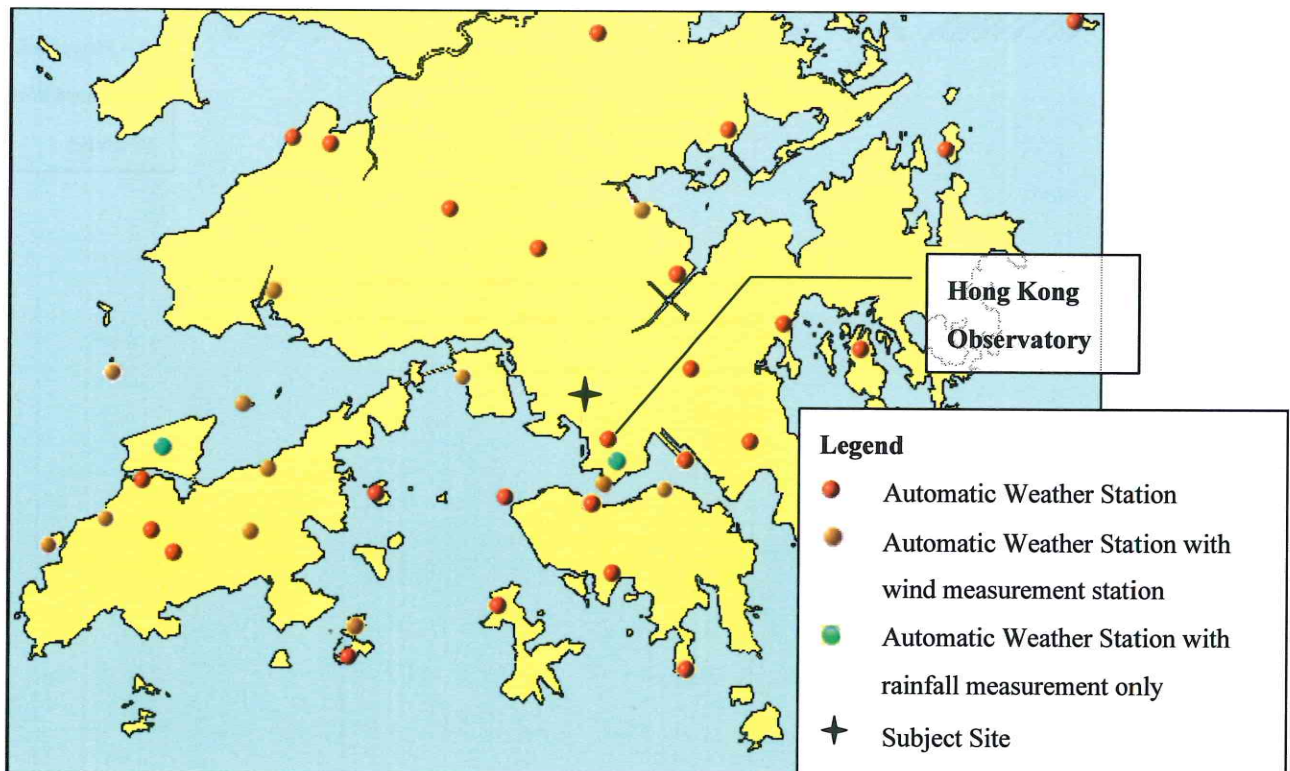 Hong Kong
Observatory
Legend
Automatic Weather Station
Automatic Weather Station with
wind measurement station
Automatic Weather Station with
rainfall measurement only
Subject Site